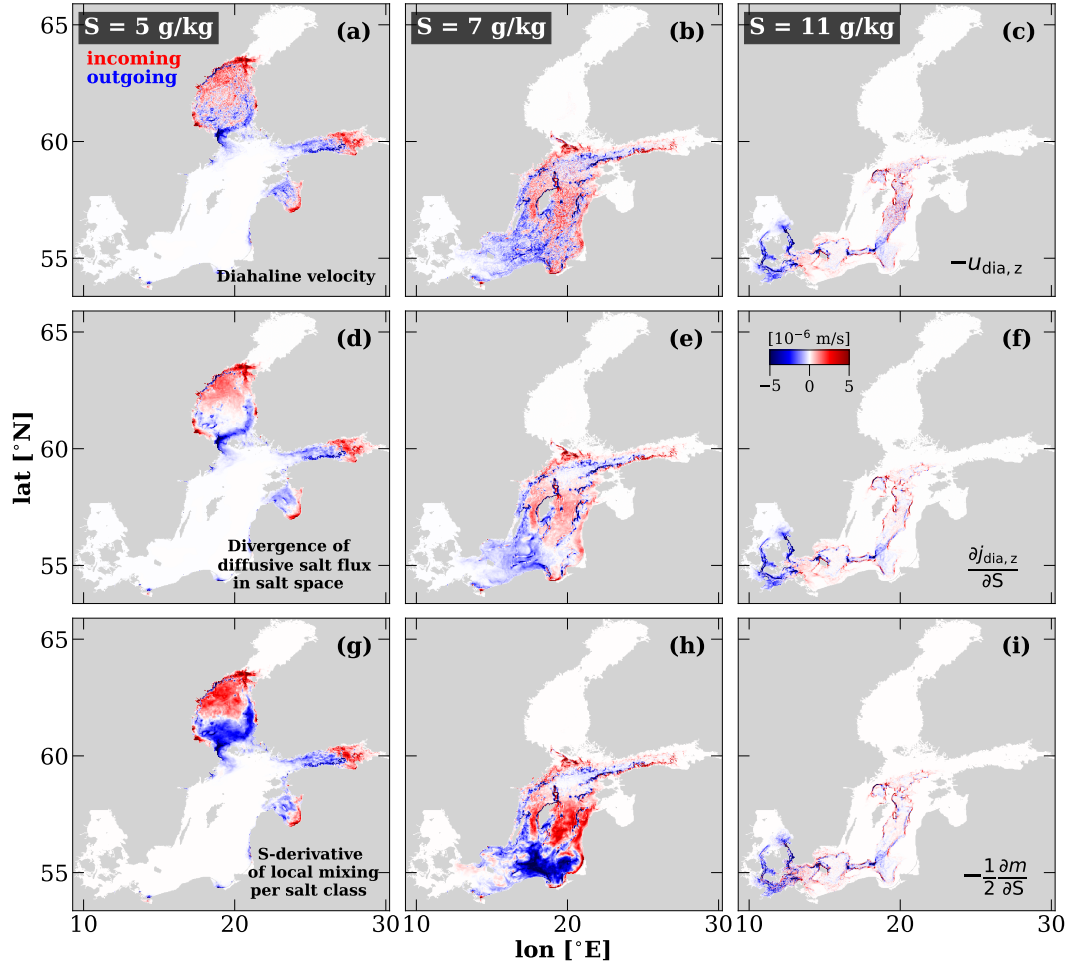 S = 5 g/kg
(a)
incoming
outgoing
Diahaline velocity
S = 7 g/kg
(b)
S = 11 g/kg
(c)
−u_dia, z
65
60
55
(d)
Divergence of
diffusive salt flux
in salt space
(e)
(f)
[10⁻⁶ m/s]
−5 0 5
∂j_dia, z
∂S
65
60
55
lat [°N]
(g)
S-derivative
of local mixing
per salt class
(h)
(i)
−1/2 ∂m/∂S
65
60
55
10 20 30
10 20 30
10 20 30
lon [°E]